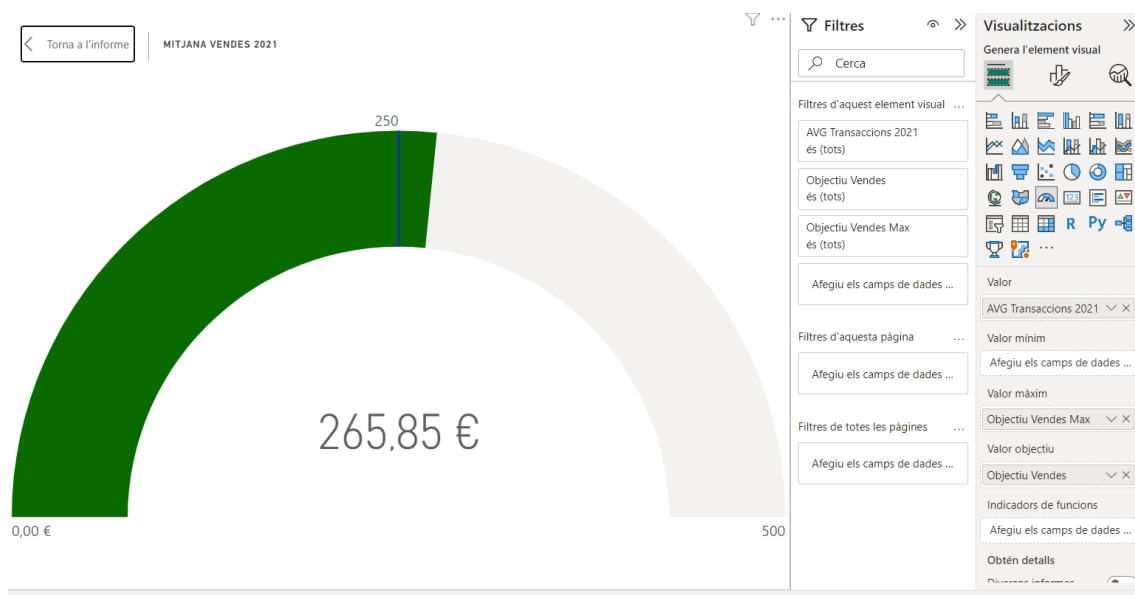 Torna a l'informe
MITJANA VENDES 2021
250
265,85 €
0,00 €
500
Filtres
Cerca
Filtres d'aquest element visual ...
AVG Transaccions 2021
és (tots)
Objectiu Vendes
és (tots)
Objectiu Vendes Max
és (tots)
Afegiu els camps de dades ...
Filtres d'aquesta pàgina ...
Afegiu els camps de dades ...
Filtres de totes les pàgines ...
Afegiu els camps de dades ...
Visualitzacions
Genera l'element visual
123
R Py
...
Valor
AVG Transaccions 2021
Valor mínim
Afegiu els camps de dades ...
Valor màxim
Objectiu Vendes Max
Valor objectiu
Objectiu Vendes
Indicadors de funcions
Afegiu els camps de dades ...
Obtén detalls
Diversos informes